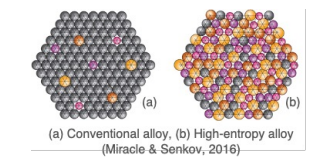 (a)
(b)
(a) Conventional alloy, (b) High-entropy alloy
(Miracle & Senkov, 2016)